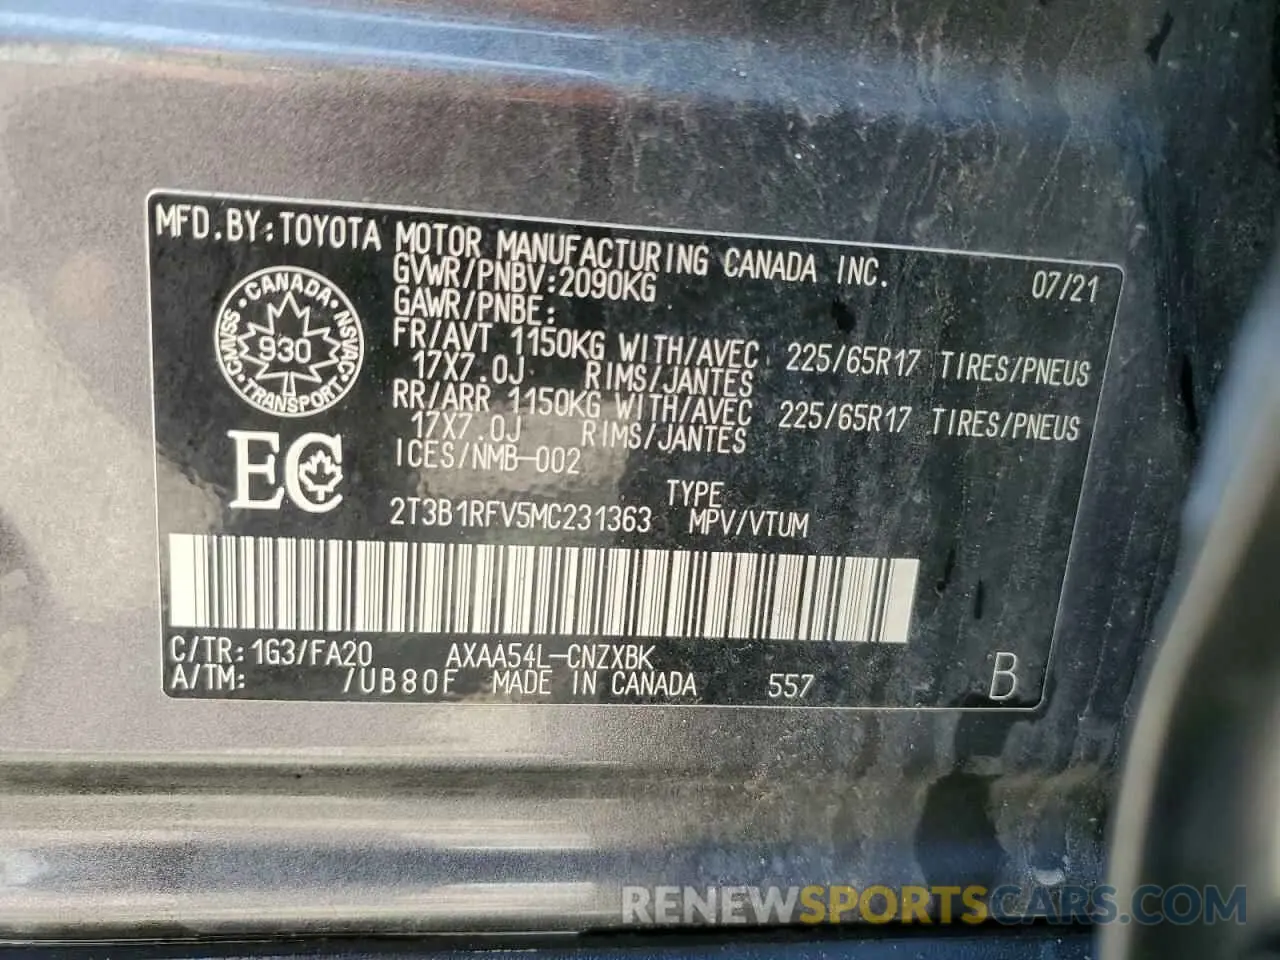 MFD.BY:TOYOTA MOTOR MANUFACTURING CANADA INC. 07/21
GVWR/PNBV:2090KG
GAWR/PNBE:
FR/AVT 1150KG WITH/AVEC 225/65R17 TIRES/PNEUS
17X7.0J RIMS/JANTES
RR/ARR 1150KG WITH/AVEC 225/65R17 TIRES/PNEUS
17X7.0J RIMS/JANTES
ICES/NMB-002
CANADA
CMVSS 930 NSVAC
TRANSPORT
EC
TYPE
2T3B1RFV5MC231363 MPV/VTUM
C/TR:1G3/FA20 AXAA54L-CNZXBK
A/TM: /UB80F MADE IN CANADA 557 B
RENEWSPORTSCARS.COM